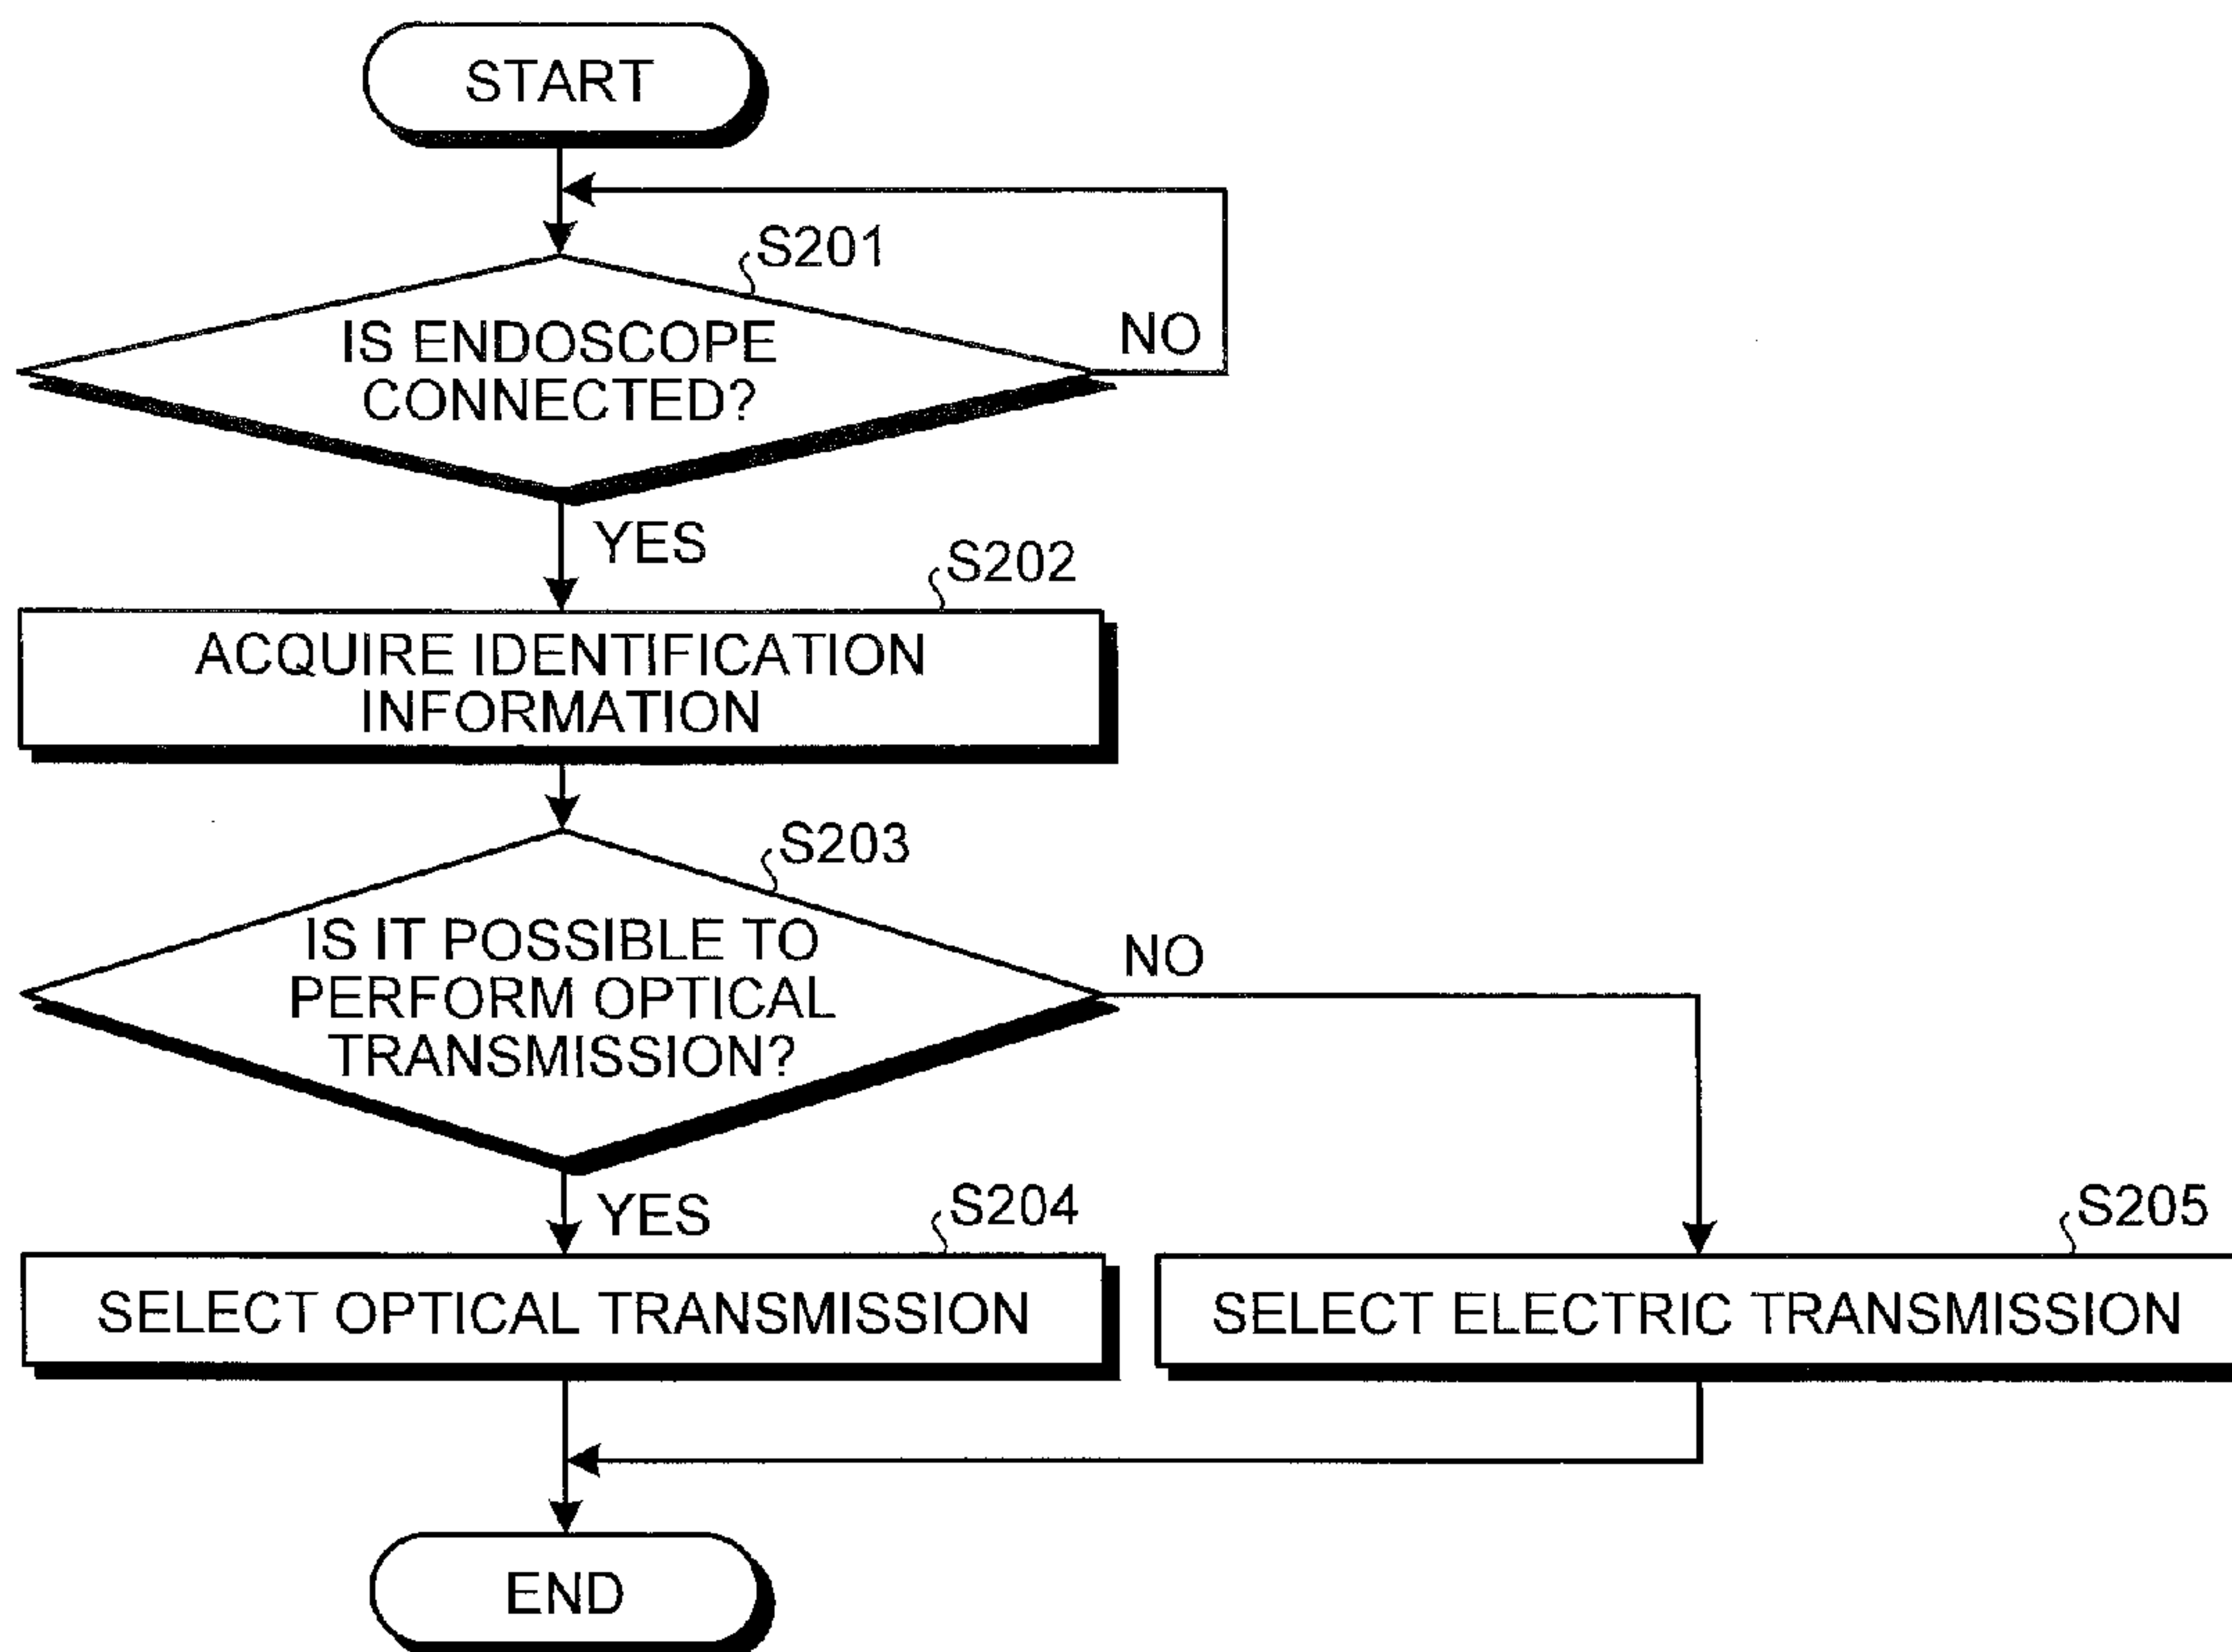 START
S201
IS ENDOSCOPE
CONNECTED?
NO
YES
S202
ACQUIRE IDENTIFICATION
INFORMATION
S203
IS IT POSSIBLE TO
PERFORM OPTICAL
TRANSMISSION?
NO
YES
S204
SELECT OPTICAL TRANSMISSION
S205
SELECT ELECTRIC TRANSMISSION
END